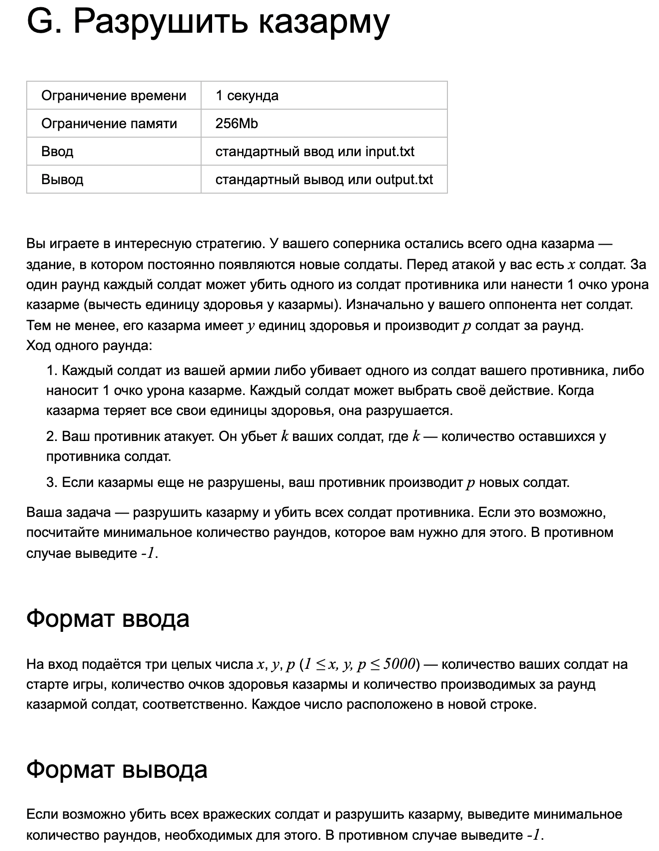 G. Разрушить казарму
Ограничение времени 1 секунда
Ограничение памяти 256Mb
Ввод стандартный ввод или input.txt
Вывод стандартный вывод или output.txt
Вы играете в интересную стратегию. У вашего соперника остались всего одна казарма —
здание, в котором постоянно появляются новые солдаты. Перед атакой у вас есть x солдат. За
один раунд каждый солдат может убить одного из солдат противника или нанести 1 очко урона
казарме (вычесть единицу здоровья у казармы). Изначально у вашего оппонента нет солдат.
Тем не менее, его казарма имеет y единиц здоровья и производит p солдат за раунд.
Ход одного раунда:
1. Каждый солдат из вашей армии либо убивает одного из солдат вашего противника, либо
наносит 1 очко урона казарме. Каждый солдат может выбрать своё действие. Когда
казарма теряет все свои единицы здоровья, она разрушается.
2. Ваш противник атакует. Он убьет k ваших солдат, где k — количество оставшихся у
противника солдат.
3. Если казармы еще не разрушены, ваш противник производит p новых солдат.
Ваша задача — разрушить казарму и убить всех солдат противника. Если это возможно,
посчитайте минимальное количество раундов, которое вам нужно для этого. В противном
случае выведите -1.
Формат ввода
На вход подаётся три целых числа x, y, p (1 ≤ x, y, p ≤ 5000) — количество ваших солдат на
старте игры, количество очков здоровья казармы и количество производимых за раунд
казармой солдат, соответственно. Каждое число расположено в новой строке.
Формат вывода
Если возможно убить всех вражеских солдат и разрушить казарму, выведите минимальное
количество раундов, необходимых для этого. В противном случае выведите -1.